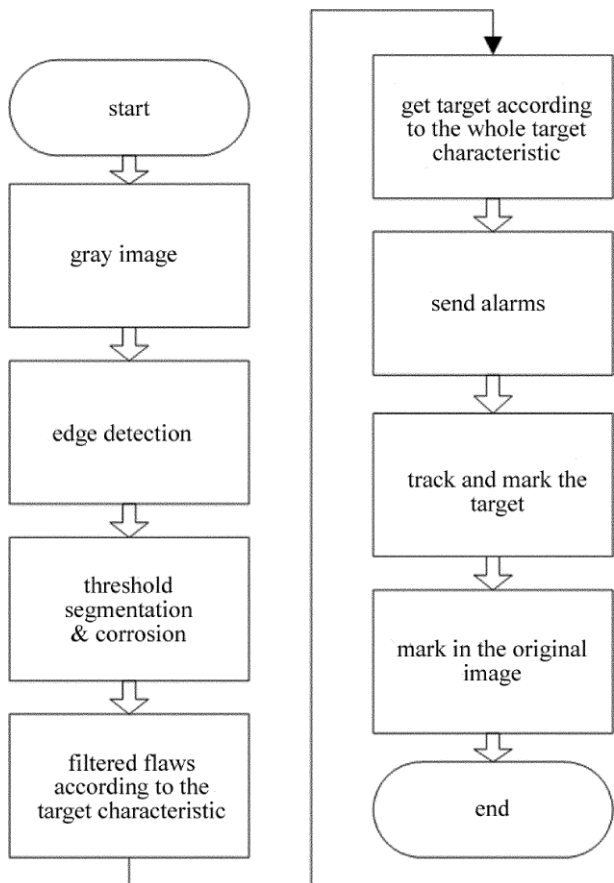 start
gray image
edge detection
threshold
segmentation
& corrosion
filtered flaws
according to the
target characteristic
get target according
to the whole target
characteristic
send alarms
track and mark the
target
mark in the original
image
end